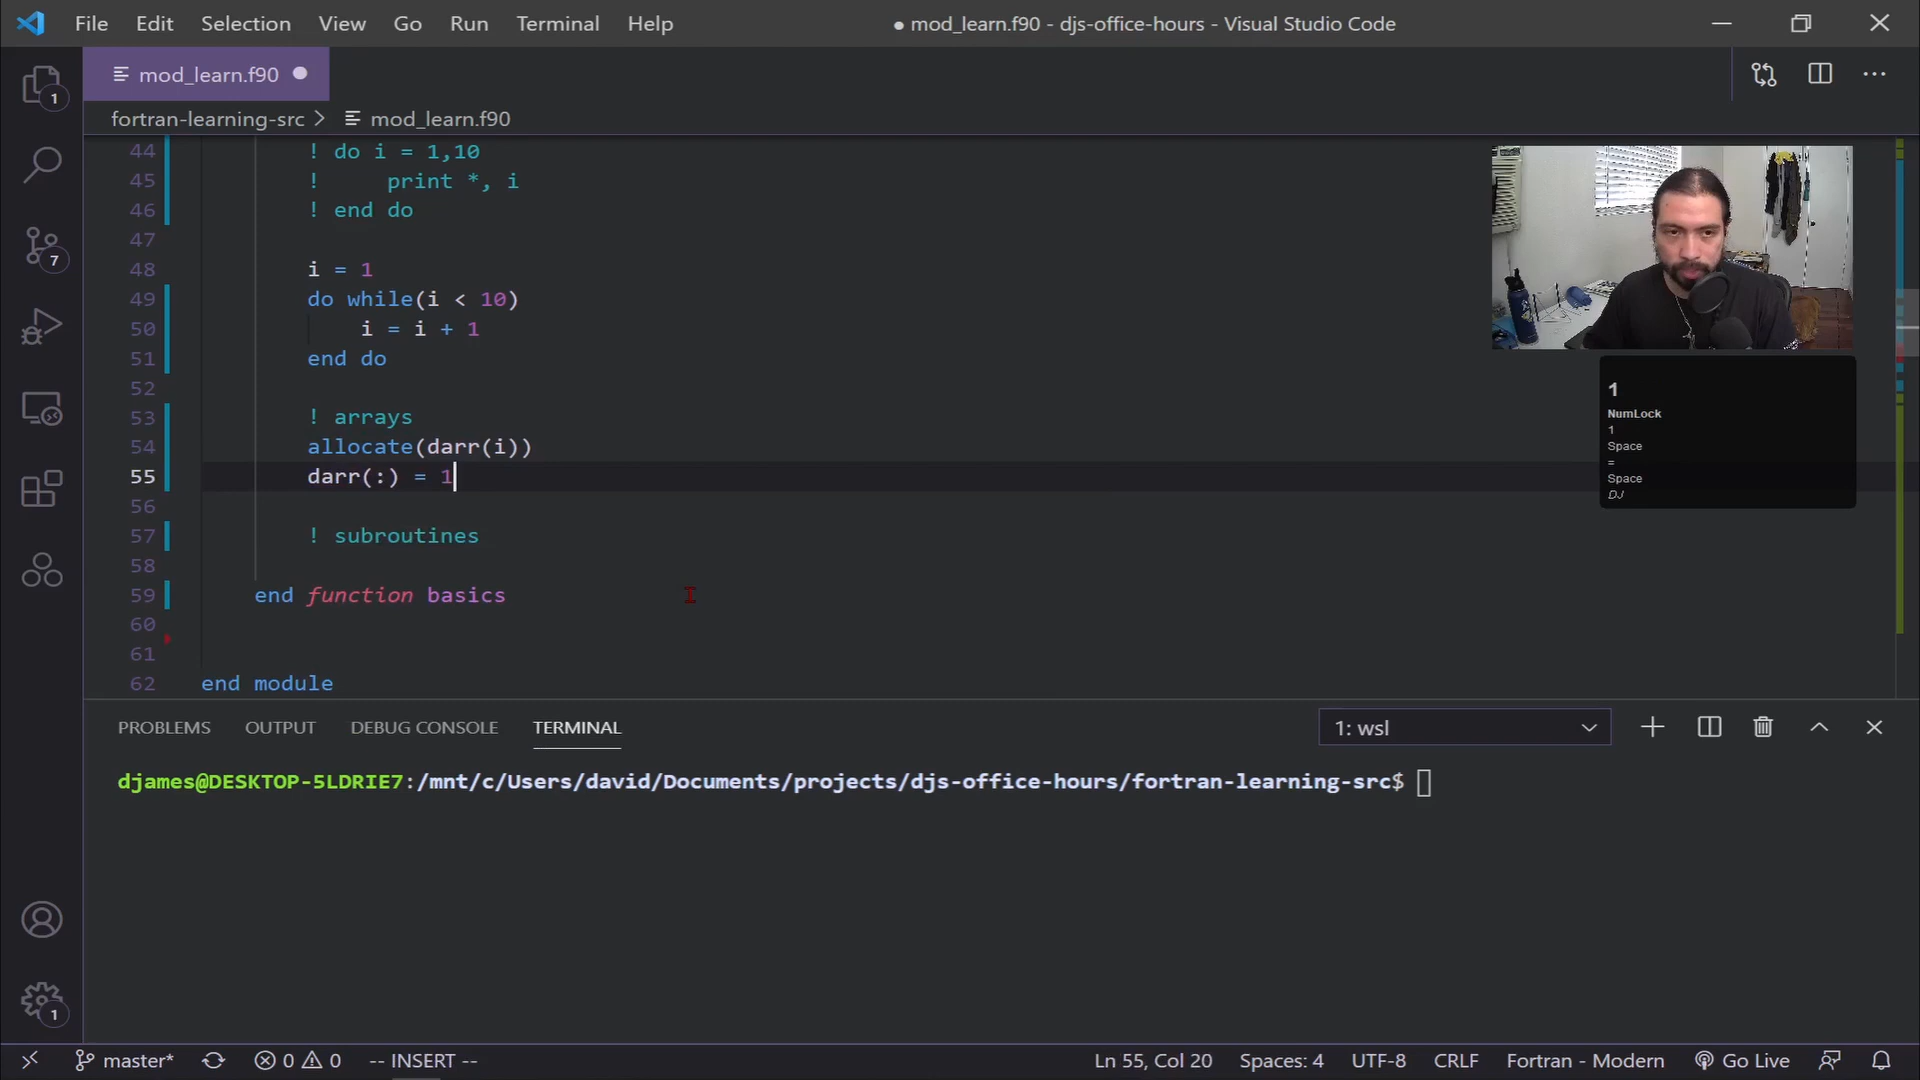 File Edit Selection View Go Run Terminal Help ● mod_learn.f90 - djs-office-hours - Visual Studio Code
mod_learn.f90
fortran-learning-src > mod_learn.f90
44 ! do i = 1,10
45 ! print *, i
46 ! end do
47
48 i = 1
49 do while(i < 10)
50 i = i + 1
51 end do
52
53 ! arrays
54 allocate(darr(i))
55 darr(:) = 1
56
57 ! subroutines
58
59 end function basics
60
61
62 end module
1
7
1
1
NumLock
1
Space
=
Space
DJ
PROBLEMS OUTPUT DEBUG CONSOLE TERMINAL 1: wsl
djames@DESKTOP-5LDRIE7:/mnt/c/Users/david/Documents/projects/djs-office-hours/fortran-learning-src$
master* 0 0 -- INSERT -- Ln 55, Col 20 Spaces: 4 UTF-8 CRLF Fortran - Modern Go Live